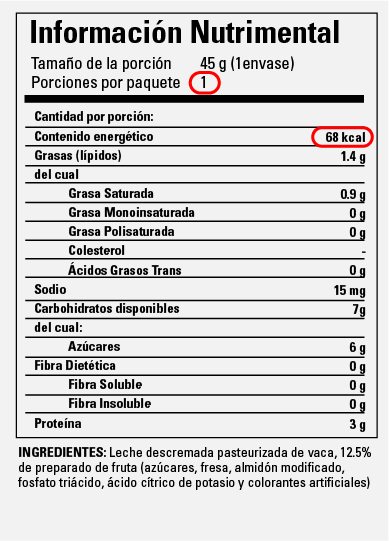 Información Nutrimental
Tamaño de la porción 45 g (1envase)
Porciones por paquete 1
Cantidad por porción:
Contenido energético 68 kcal
Grasas (lípidos) 1.4 g
del cual
Grasa Saturada 0.9 g
Grasa Monoinsaturada 0 g
Grasa Polisaturada 0 g
Colesterol -
Ácidos Grasos Trans 0 g
Sodio 15 mg
Carbohidratos disponibles 7g
del cual:
Azúcares 6 g
Fibra Dietética 0 g
Fibra Soluble 0 g
Fibra Insoluble 0 g
Proteína 3 g
INGREDIENTES: Leche descremada pasteurizada de vaca, 12.5%
de preparado de fruta (azúcares, fresa, almidón modificado,
fosfato triácido, ácido cítrico de potasio y colorantes artificiales)